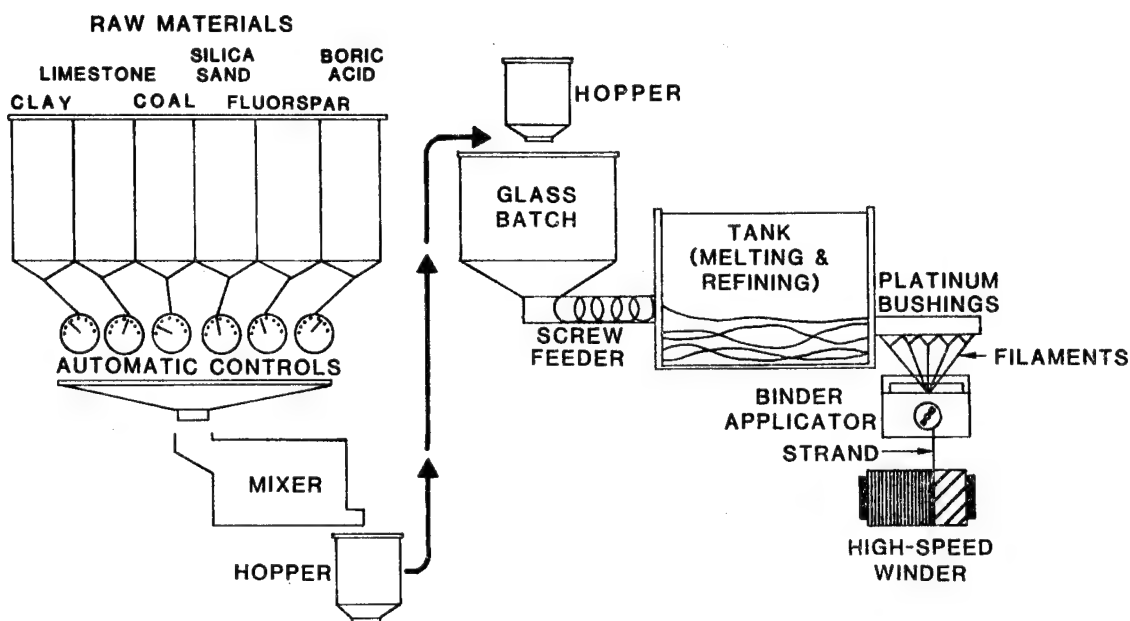 RAW MATERIALS
SILICA
SAND
BORIC
ACID
LIMESTONE
CLAY
COAL
FLUORSPAR
AUTOMATIC CONTROLS
MIXER
HOPPER
HOPPER
GLASS
BATCH
SCREW
FEEDER
TANK
(MELTING &
REFINING)
PLATINUM
BUSHINGS
FILAMENTS
BINDER
APPLICATOR
STRAND
HIGH-SPEED
WINDER